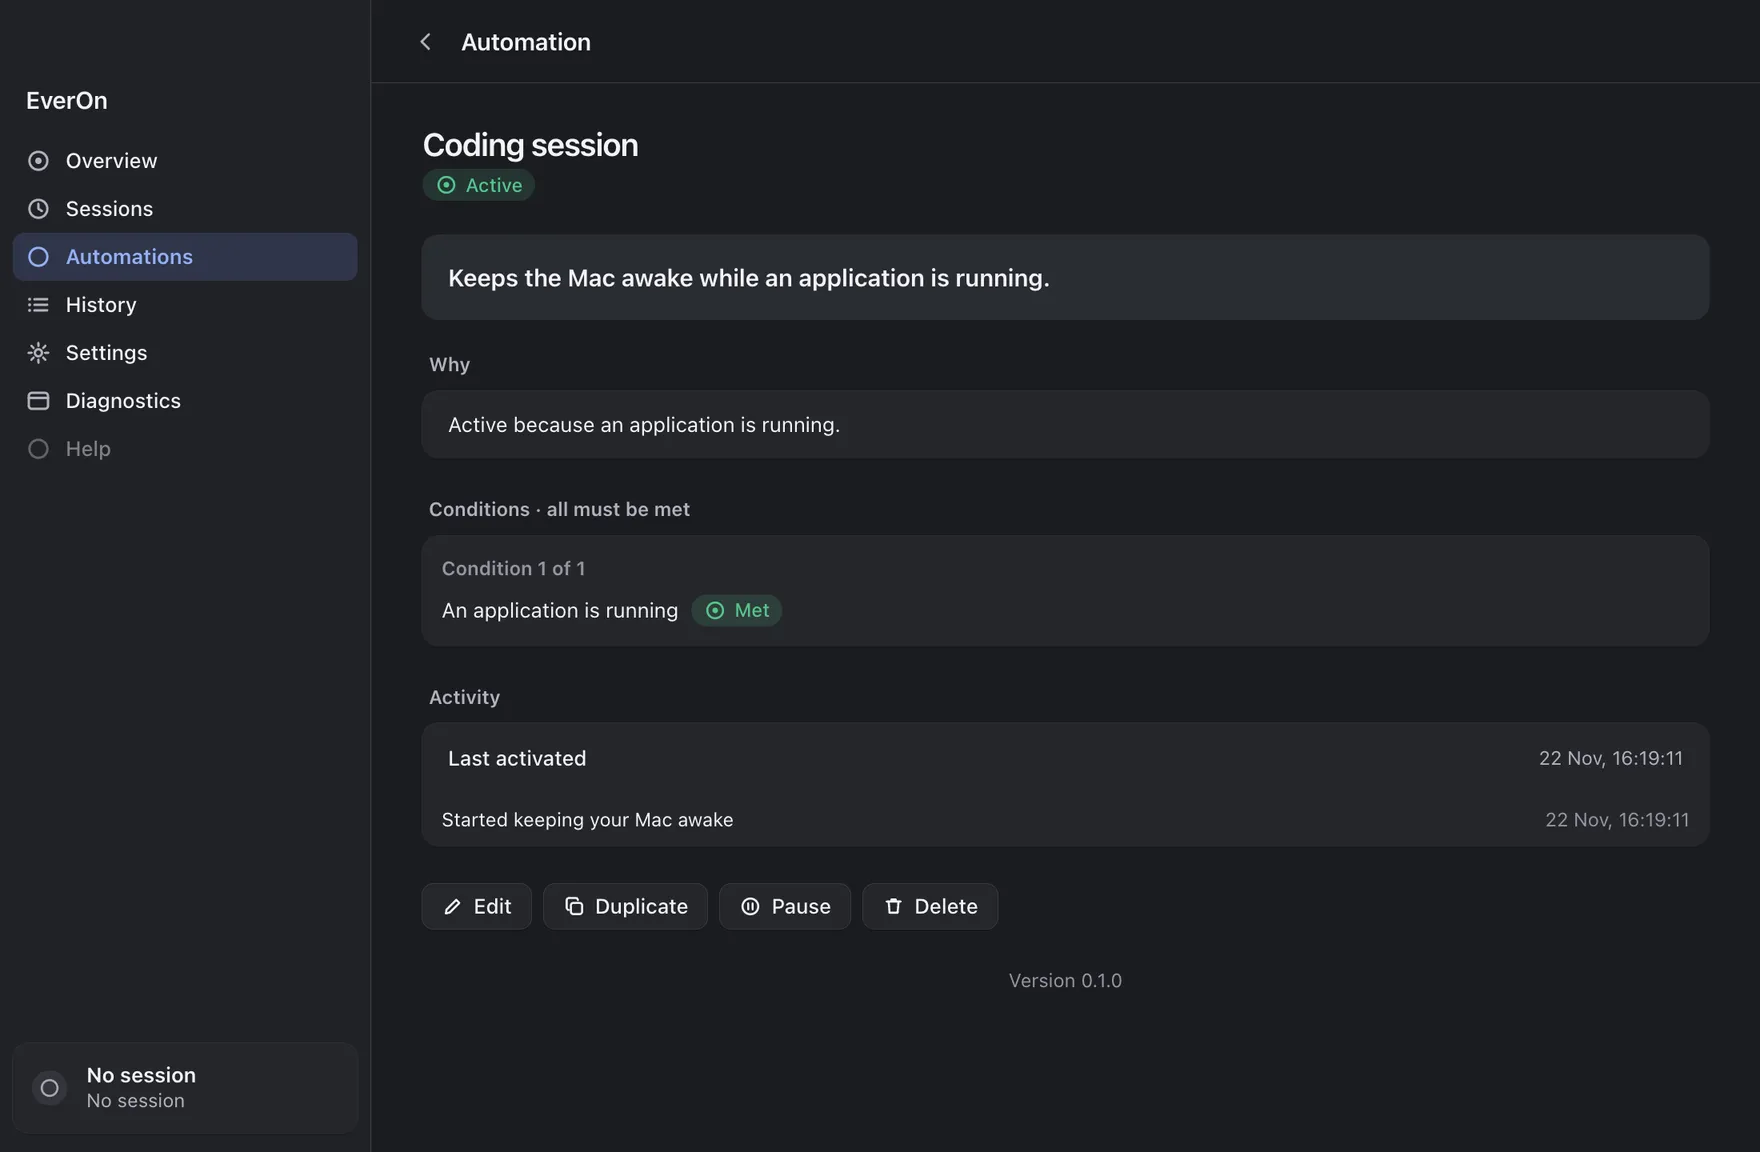 EverOn
Overview
Sessions
Automations
History
Settings
Diagnostics
Help
No session
No session
Automation
Coding session
Active
Keeps the Mac awake while an application is running.
Why
Active because an application is running.
Conditions · all must be met
Condition 1 of 1
An application is running Met
Activity
Last activated 22 Nov, 16:19:11
Started keeping your Mac awake 22 Nov, 16:19:11
Edit Duplicate Pause Delete
Version 0.1.0